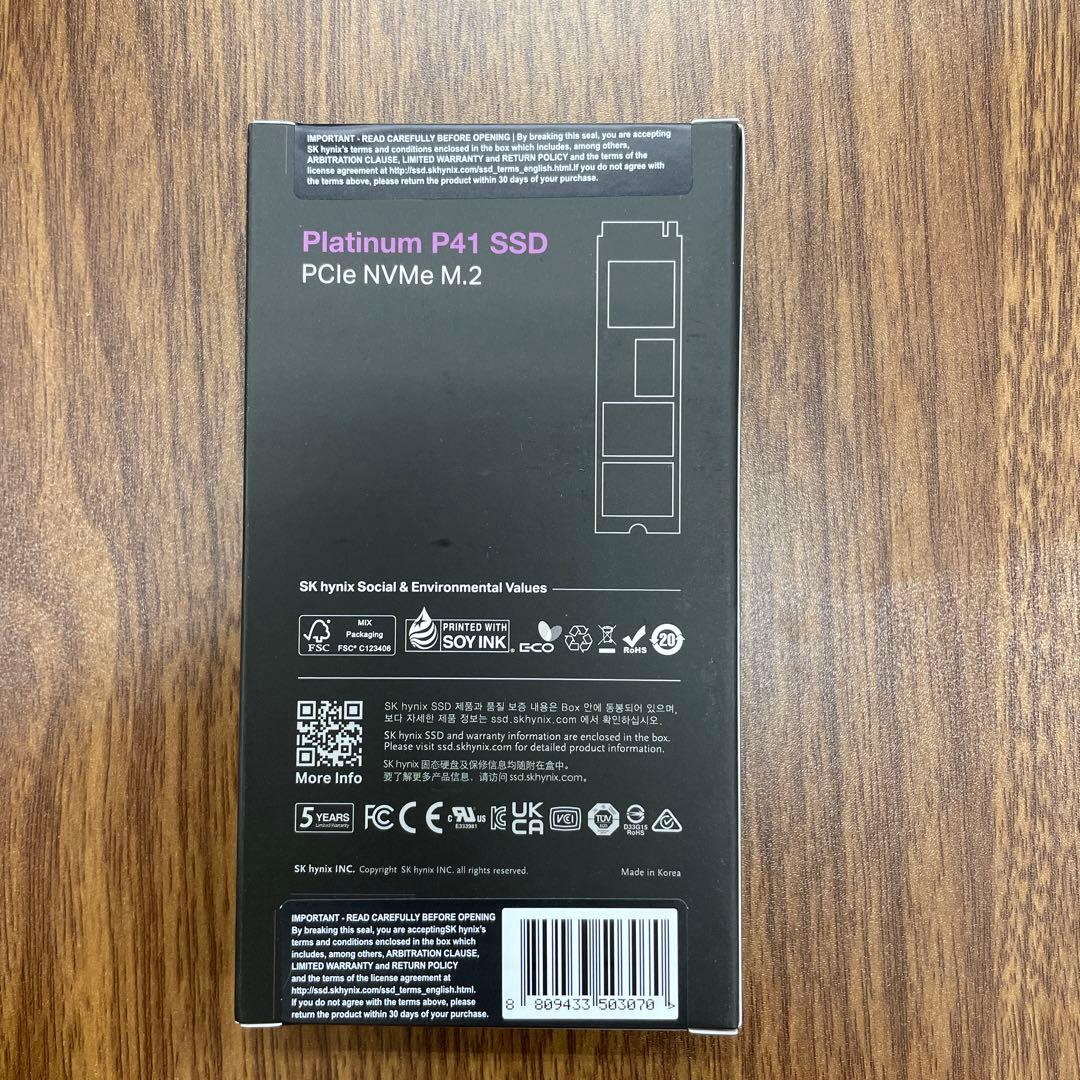 IMPORTANT - READ CAREFULLY BEFORE OPENING | By breaking this seal, you are accepting
SK hynix's terms and conditions enclosed in the box which includes, among others,
ARBITRATION CLAUSE, LIMITED WARRANTY and RETURN POLICY and the terms of the
license agreement at http://ssd.skhynix.com/ssd_terms_english.html.If you do not agree with
the terms above, please return the product within 30 days of your purchase.
Platinum P41 SSD
PCIe NVMe M.2
SK hynix Social & Environmental Values
FSC
MIX
Packaging
FSC® C123406
PRINTED WITH
SOY INK
ECO
RoHS
20
SK hynix SSD 제품과 품질 보증 내용은 Box 안에 동봉되어 있으며,
보다 자세한 제품 정보는 ssd.skhynix.com 에서 확인하십시오.
SK hynix SSD and warranty information are enclosed in the box.
Please visit ssd.skhynix.com for detailed product information.
SK hynix 固态硬盘及保修信息均随附在盒中。
要了解更多产品信息，请访问 ssd.skhynix.com。
More Info
5 YEARS
Limited Warranty
FC CE
c UL us
E333981
UK
CA
VCI
TÜV
D33G15
RoHS
SK hynix INC. Copyright SK hynix INC. all rights reserved.
Made in Korea
IMPORTANT - READ CAREFULLY BEFORE OPENING
By breaking this seal, you are acceptingSK hynix's
terms and conditions enclosed in the box which
includes, among others, ARBITRATION CLAUSE,
LIMITED WARRANTY and RETURN POLICY
and the terms of the license agreement at
http://ssd.skhynix.com/ssd_terms_english.html.
If you do not agree with the terms above, please
return the product within 30 days of your purchase.
8 809433 503070 >